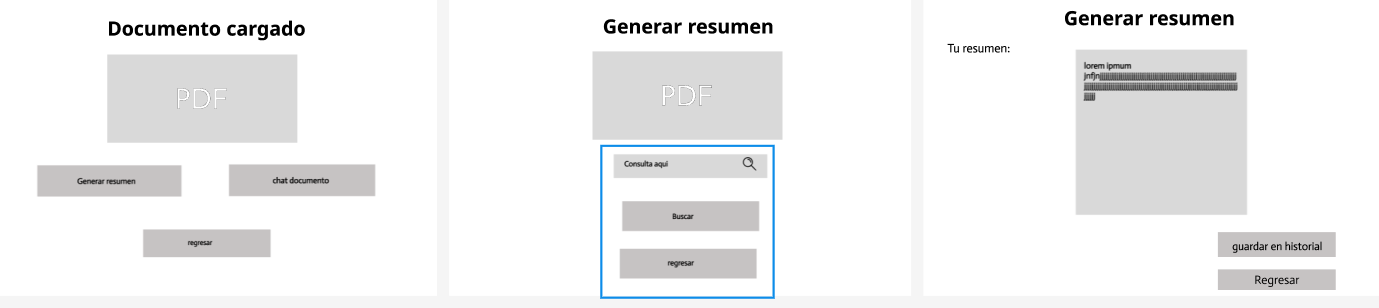 Documento cargado
PDF
Generar resumen
chat documento
regresar
Generar resumen
PDF
Consulta aqui
Buscar
regresar
Generar resumen
Tu resumen:
lorem ipmum
guardar en historial
Regresar